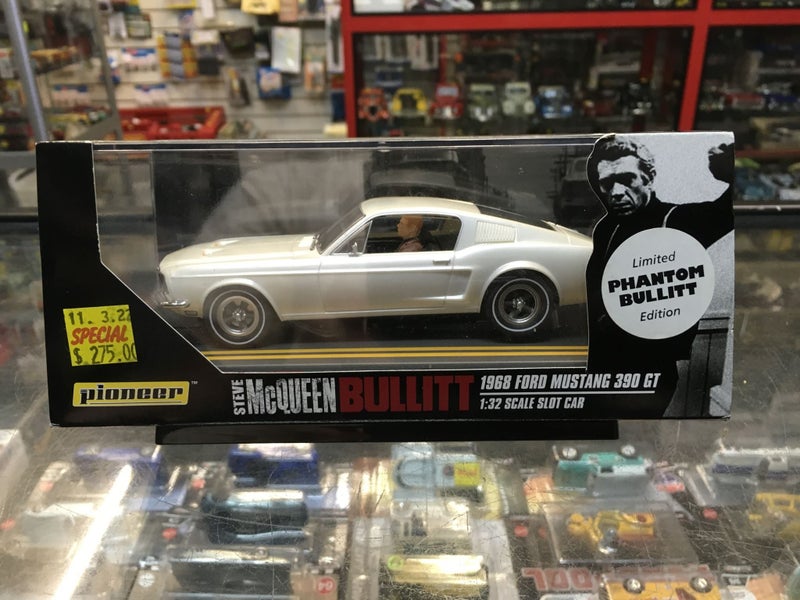 Limited
PHANTOM
BULLITT
Edition
11. 3.22
SPECIAL
$ 275.00
pioneer™
STEVE McQUEEN BULLITT
1968 FORD MUSTANG 390 GT
1:32 SCALE SLOT CAR